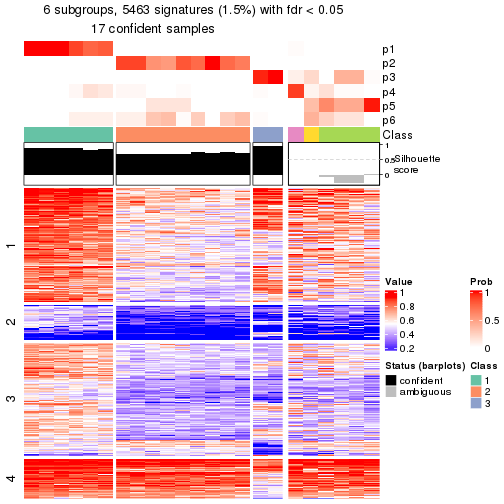 6 subgroups, 5463 signatures (1.5%) with fdr < 0.05
17 confident samples
p1
p2
p3
p4
p5
p6
Class
1
0.5
0
Silhouette
score
1
2
3
4
Value
1
0.8
0.6
0.4
0.2
Prob
1
0.5
0
Status (barplots)
confident
ambiguous
Class
1
2
3